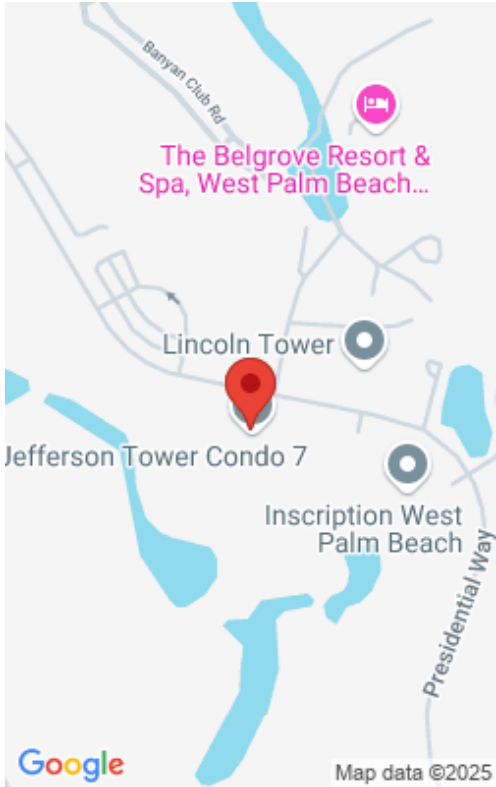 Banyan Club Rd
The Belgrove Resort &
Spa, West Palm Beach...
Lincoln Tower
Jefferson Tower Condo 7
Inscription West
Palm Beach
Presidential Way
Google
Map data ©2025